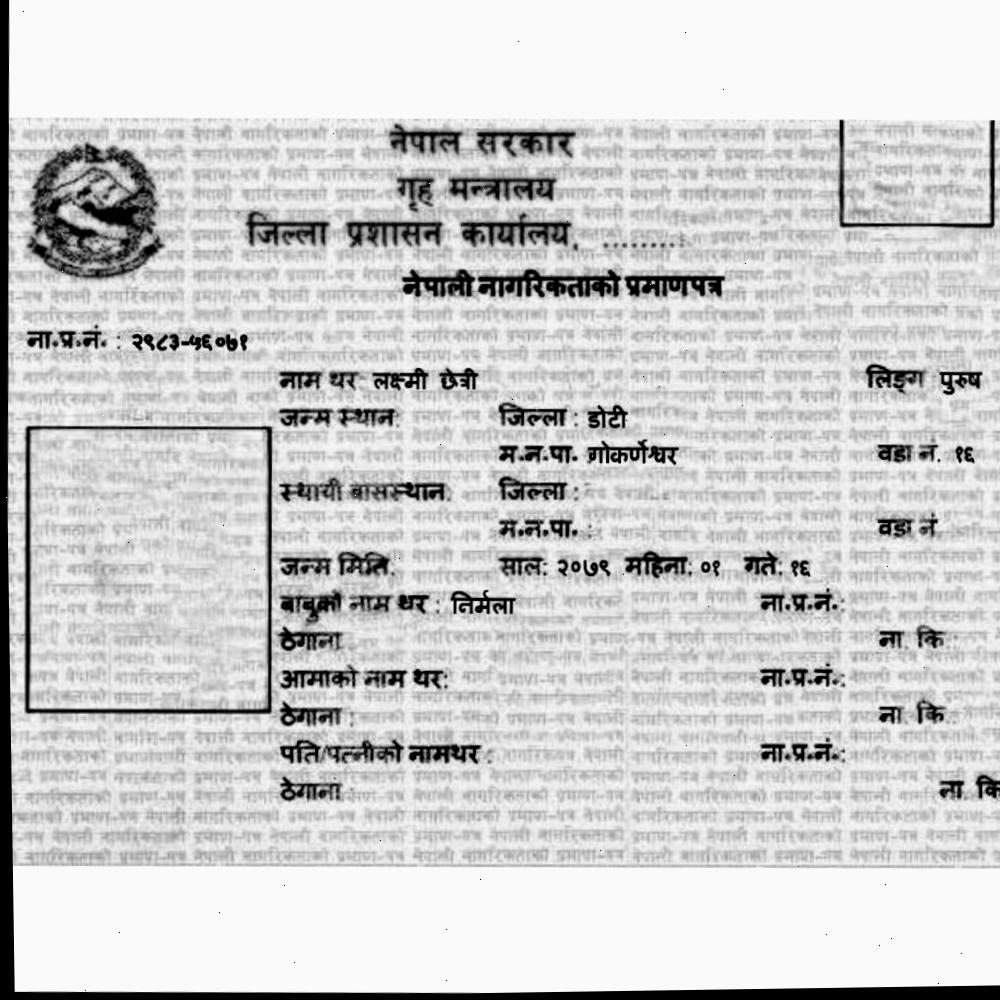 नेपाल सरकार
गृह मन्त्रालय
जिल्ला प्रशासन कार्यालय, .........
नेपाली नागरिकताको प्रमाणपत्र
ना.प्र.नं. : २९८३-५६०७१
नाम थर: लक्ष्मी छेत्री लिङ्ग पुरुष
जन्म स्थान: जिल्ला : डोटी
म.न.पा. गोकर्णेश्वर वडा नं. १६
स्थायी बासस्थान: जिल्ला :
म.न.पा. : वडा नं
जन्म मिति: साल: २०७९ महिना: ०१ गते: १६
बाबुको नाम थर : निर्मला ना.प्र.नं.:
ठेगाना ना. कि.:
आमाको नाम थर: ना.प्र.नं.:
ठेगाना : ना. कि.
पति/पत्नीको नामथर : ना.प्र.नं.:
ठेगाना : ना. कि